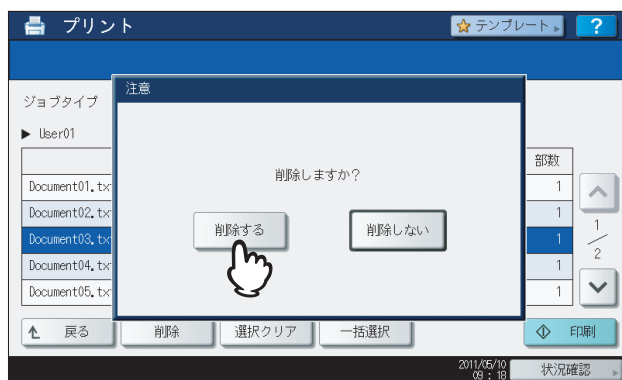 プリント
テンプレート
?
ジョブタイプ
User01
部数
注意
削除しますか?
削除する
削除しない
Document01.tx
1
Document02.tx
1
Document03.tx
1
Document04.tx
1
Document05.tx
1
1
2
戻る
削除
選択クリア
一括選択
印刷
2011/05/10
09 : 18
状況確認